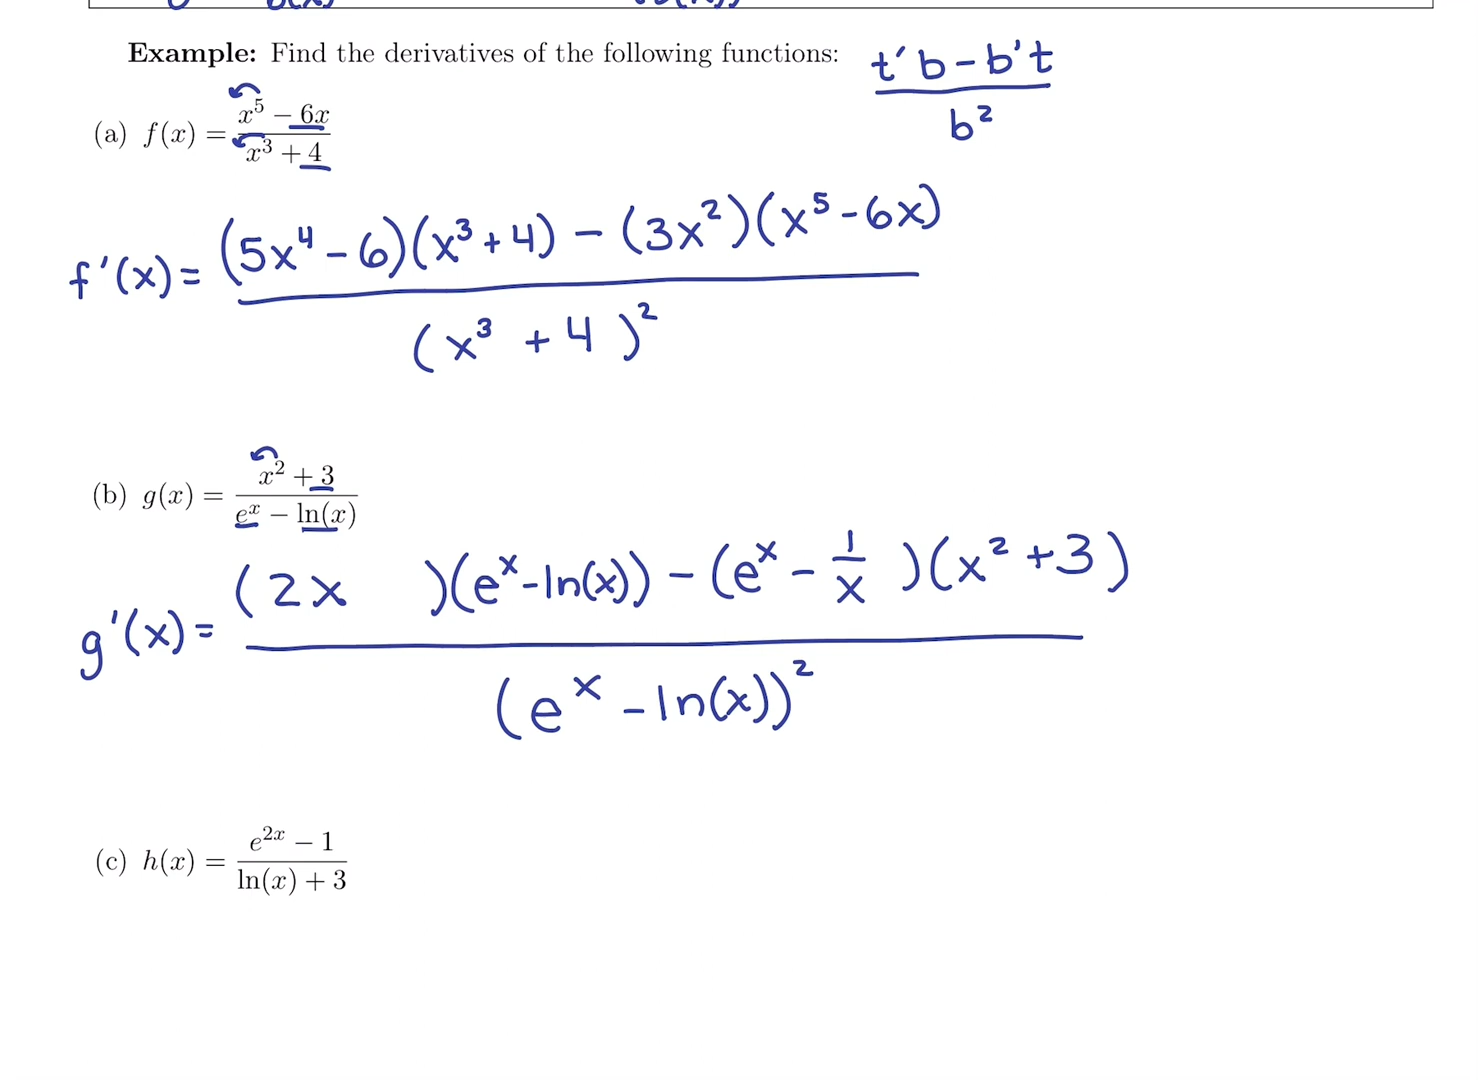 Example: Find the derivatives of the following functions:
t'b - b't
b²
(a) f(x) = x⁵ − 6x
x³ + 4
f'(x) = (5x⁴ - 6)(x³ + 4) - (3x²)(x⁵ - 6x)
(x³ + 4)²
(b) g(x) = x² + 3
eˣ − ln(x)
g'(x) = (2x )(eˣ - ln(x)) - (eˣ - 1/x )(x² + 3)
(eˣ - ln(x))²
(c) h(x) = e²ˣ − 1
ln(x) + 3